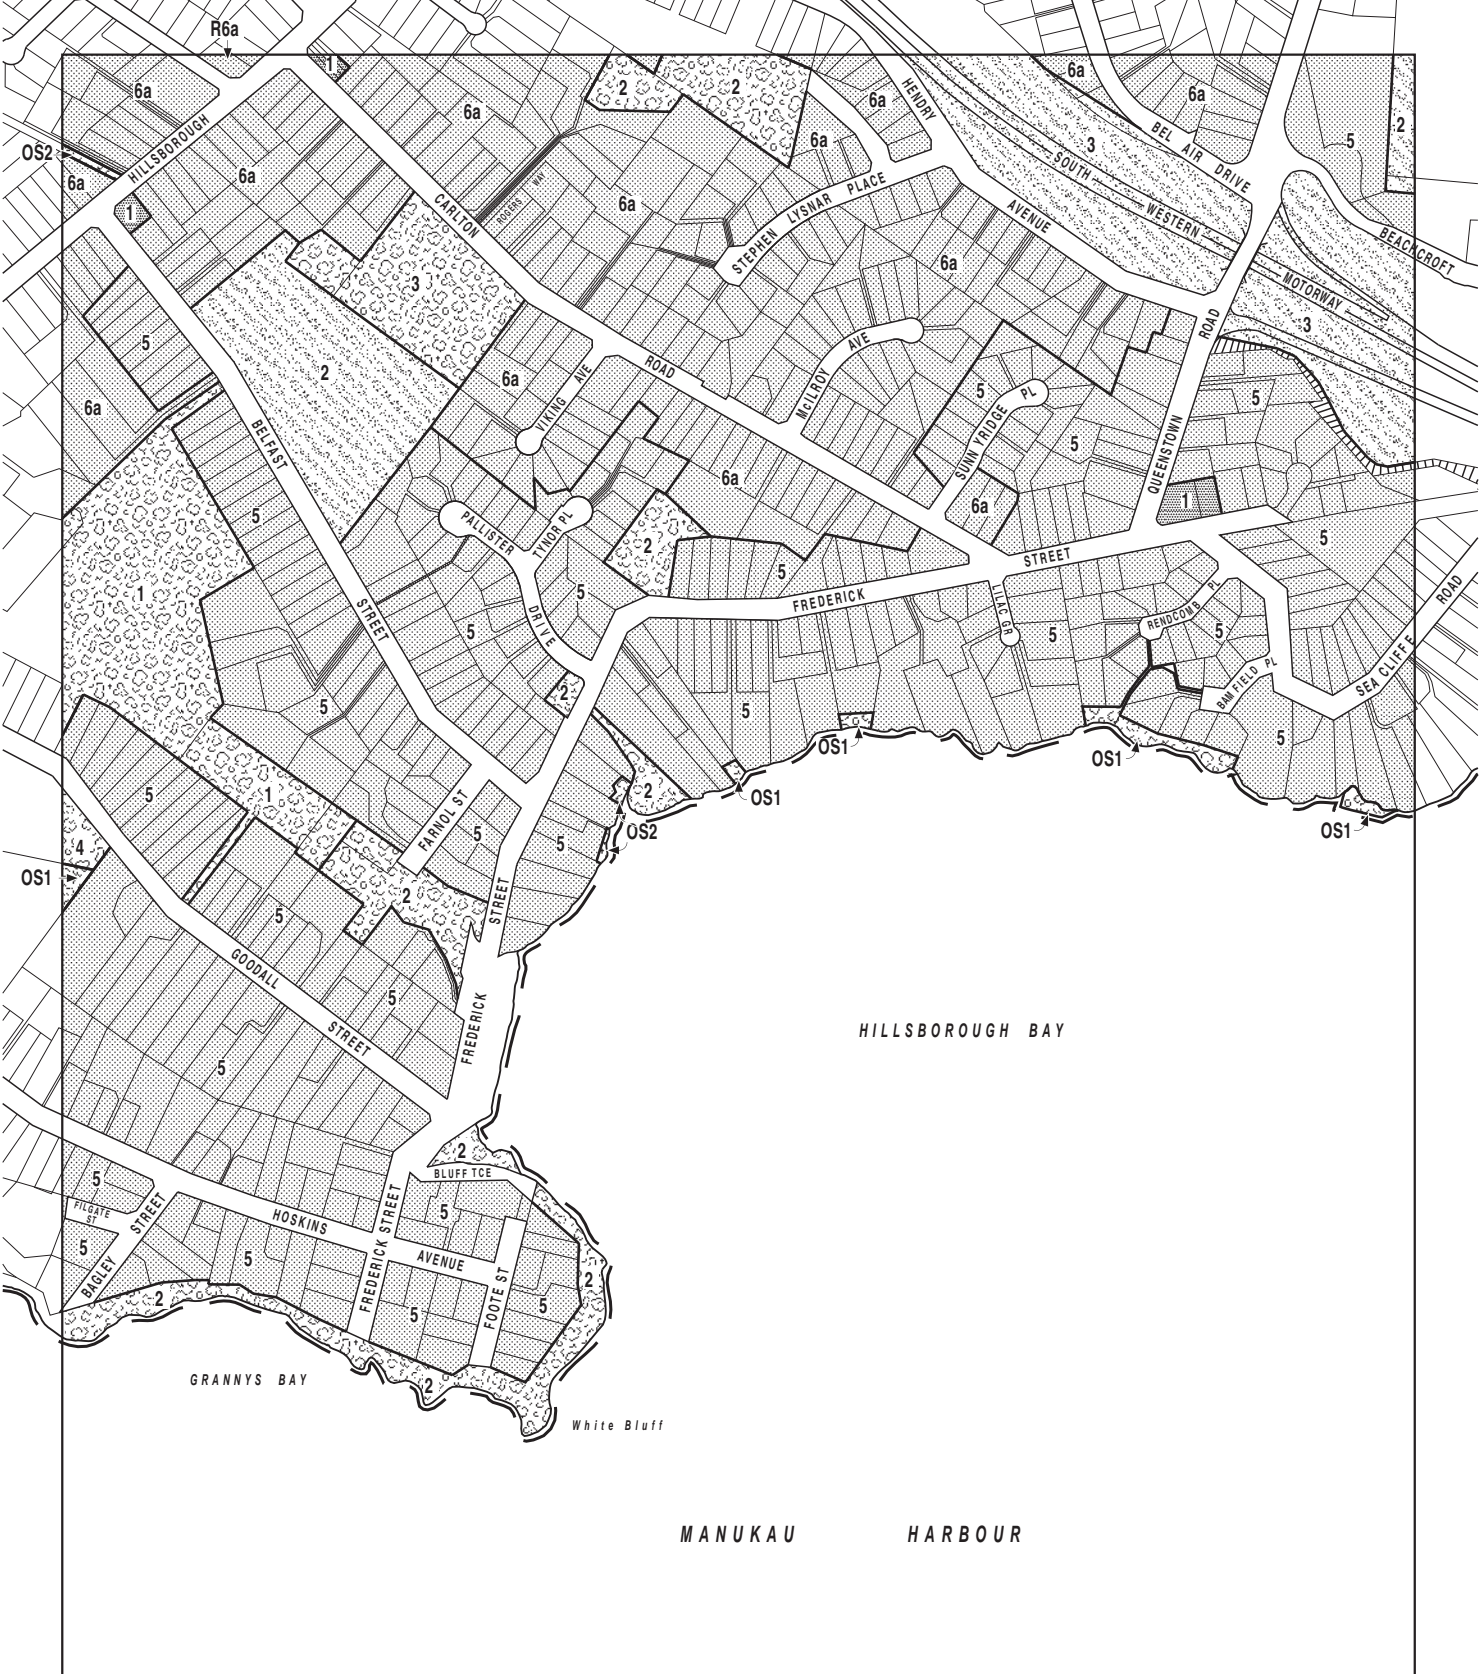 R6a
1
6a
6a
2
2
6a
6a
6a
HENDRY
3
BEL AIR DRIVE
5
2
OS2
6a
HILLSBOROUGH
6a
1
CARLTON
ROGERS WAY
6a
STEPHEN LYSNAR PLACE
AVENUE
SOUTH WESTERN MOTORWAY
BEACHCROFT
6a
3
3
5
2
6a
6a
VIKING AVE
ROAD
McILROY AVE
5
SUNNYRIDGE PL
5
ROAD
QUEENSTOWN
5
BELFAST
5
6a
6a
1
PALLISTER
TYNOR PL
2
5
5
FREDERICK
STREET
5
1
STREET
5
DRIVE
5
LILAC GR
5
RENDCOMB PL
5
BAMFIELD PL
SEA CLIFFE
ROAD
5
2
5
OS1
OS1
5
5
1
2
OS1
OS1
OS2
4
OS1
FARNOL ST
5
5
2
5
STREET
GOODALL
STREET
5
FREDERICK
5
HILLSBOROUGH BAY
2
BLUFF TCE
5
FILGATE ST
5
BAGLEY STREET
HOSKINS
AVENUE
FREDERICK STREET
5
5
FOOTE ST
5
5
2
2
2
GRANNYS BAY
White Bluff
MANUKAU HARBOUR